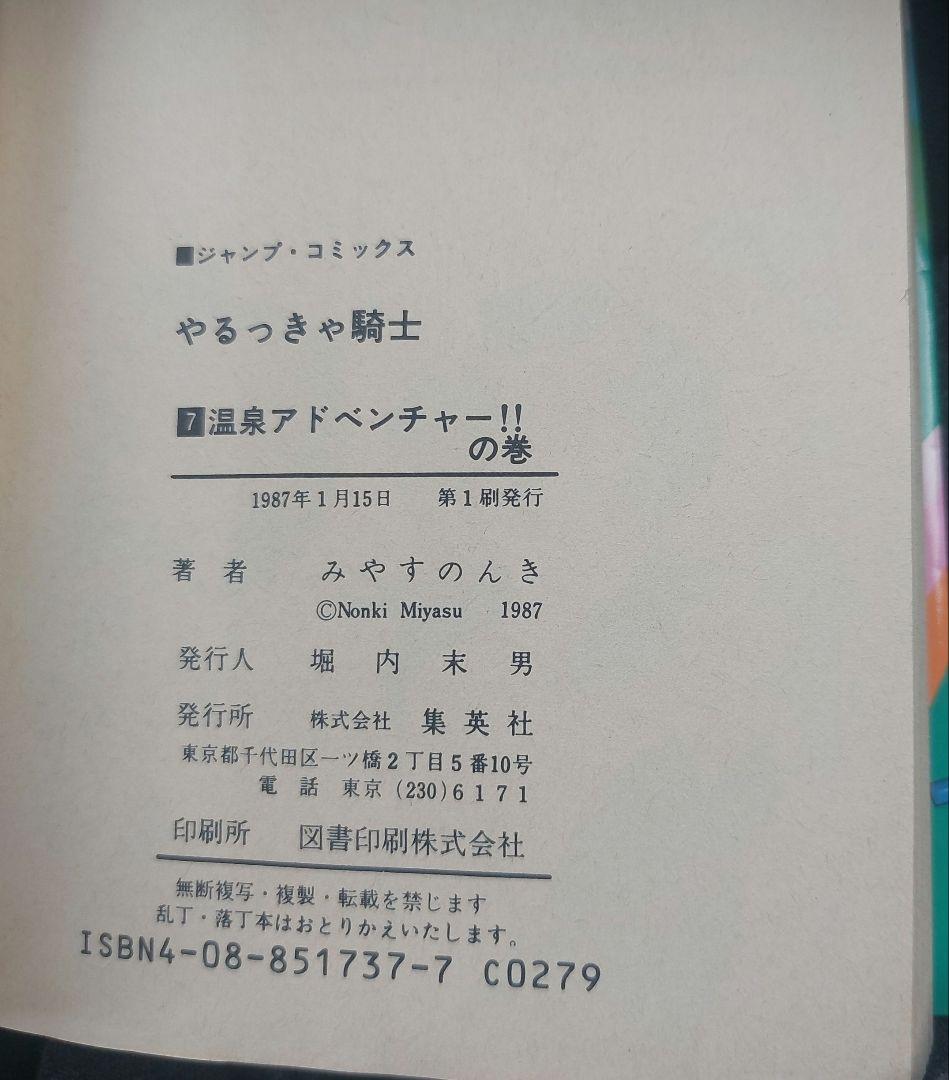 ■ジャンプ・コミックス
やるっきゃ騎士
7温泉アドベンチャー!!
の巻
1987年1月15日 第1刷発行
著者 みやすのんき
©Nonki Miyasu 1987
発行人 堀内末男
発行所 株式会社 集英社
東京都千代田区一ツ橋2丁目5番10号
電話 東京(230)6171
印刷所 図書印刷株式会社
無断複写・複製・転載を禁じます
乱丁・落丁本はおとりかえいたします。
ISBN4-08-851737-7 C0279